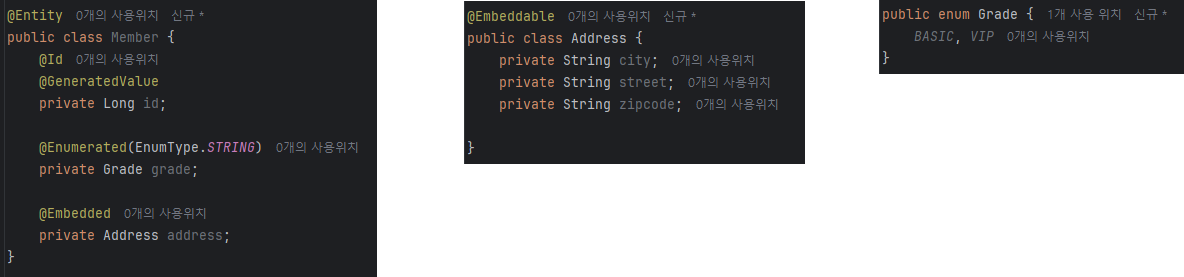 @Entity 0개의 사용위치 신규 *
public class Member {
@Id 0개의 사용위치
@GeneratedValue
private Long id;
@Enumerated(EnumType.STRING) 0개의 사용위치
private Grade grade;
@Embedded 0개의 사용위치
private Address address;
}
@Embeddable 0개의 사용위치 신규 *
public class Address {
private String city; 0개의 사용위치
private String street; 0개의 사용위치
private String zipcode; 0개의 사용위치
}
public enum Grade { 1개 사용 위치 신규 *
BASIC, VIP 0개의 사용위치
}